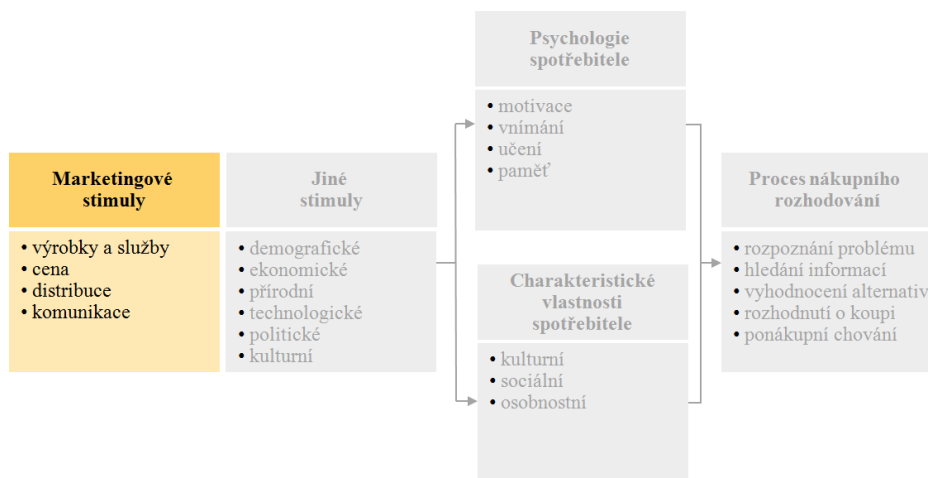 Marketingové
stimuly
• výrobky a služby
• cena
• distribuce
• komunikace
Jiné
stimuly
• demografické
• ekonomické
• přírodní
• technologické
• politické
• kulturní
Psychologie
spotřebitele
• motivace
• vnímání
• učení
• paměť
Charakteristické
vlastnosti
spotřebitele
• kulturní
• sociální
• osobnostní
Proces nákupního
rozhodování
• rozpoznání problému
• hledání informací
• vyhodnocení alternativ
• rozhodnutí o koupi
• ponákupní chování